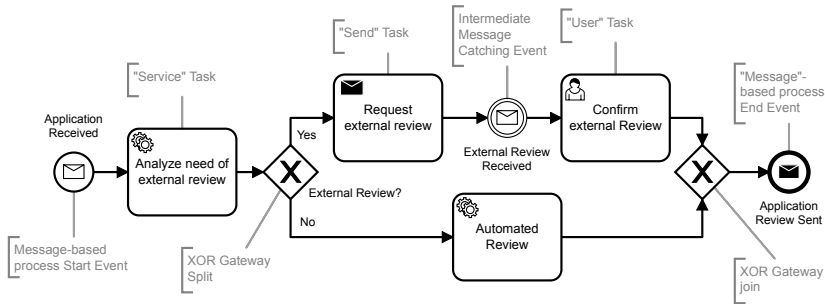 "Send" Task
Intermediate
Message
Catching Event
"User" Task
"Service" Task
"Message"-
based process
End Event
Application
Received
Analyze need of
external review
Yes
Request
external review
External Review
Received
Confirm
external Review
External Review?
No
Automated
Review
Application
Review Sent
Message-based
process Start Event
XOR Gateway
Split
XOR Gateway
join